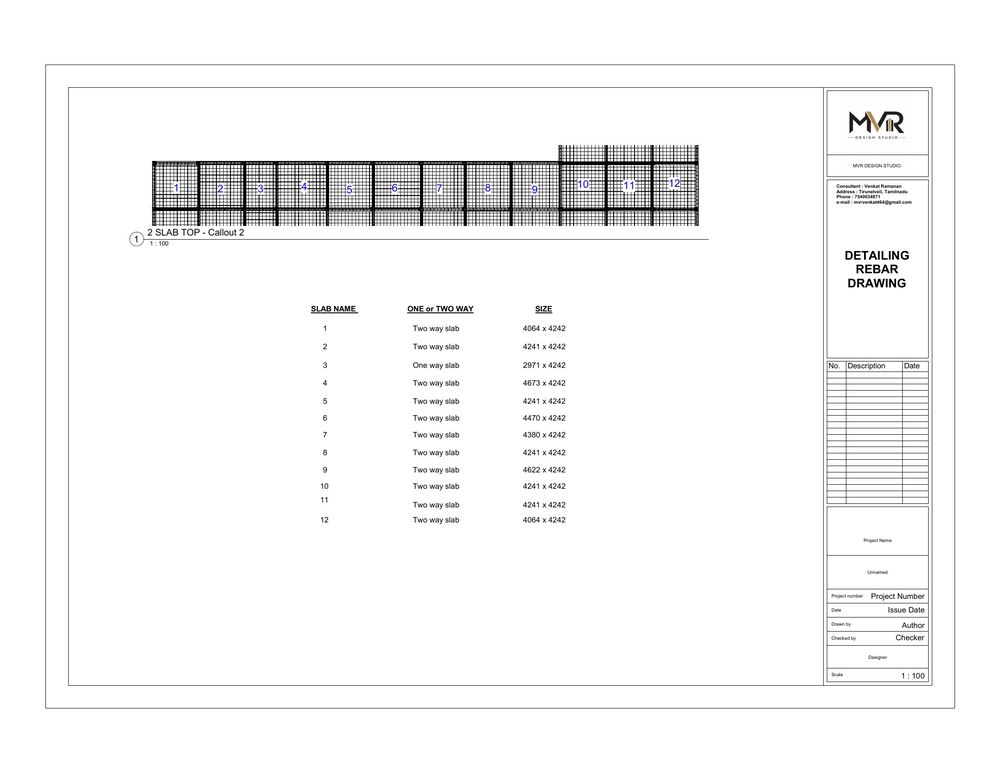 1 2 3 4 5 6 7 8 9 10 11 12
1 2 SLAB TOP - Callout 2
1 : 100
SLAB NAME ONE or TWO WAY SIZE
1 Two way slab 4064 x 4242
2 Two way slab 4241 x 4242
3 One way slab 2971 x 4242
4 Two way slab 4673 x 4242
5 Two way slab 4241 x 4242
6 Two way slab 4470 x 4242
7 Two way slab 4380 x 4242
8 Two way slab 4241 x 4242
9 Two way slab 4622 x 4242
10 Two way slab 4241 x 4242
11 Two way slab 4241 x 4242
12 Two way slab 4064 x 4242
MVR
DESIGN STUDIO
MVR DESIGN STUDIO
Consultant : Venkat Ramanan
Address : Tirunelveli, Tamilnadu
Phone : 7540034671
e-mail : mvrvenkat464@gmail.com
DETAILING
REBAR
DRAWING
No. Description Date
Project Name
Unnamed
Project number Project Number
Date Issue Date
Drawn by Author
Checked by Checker
Designer
Scale 1 : 100